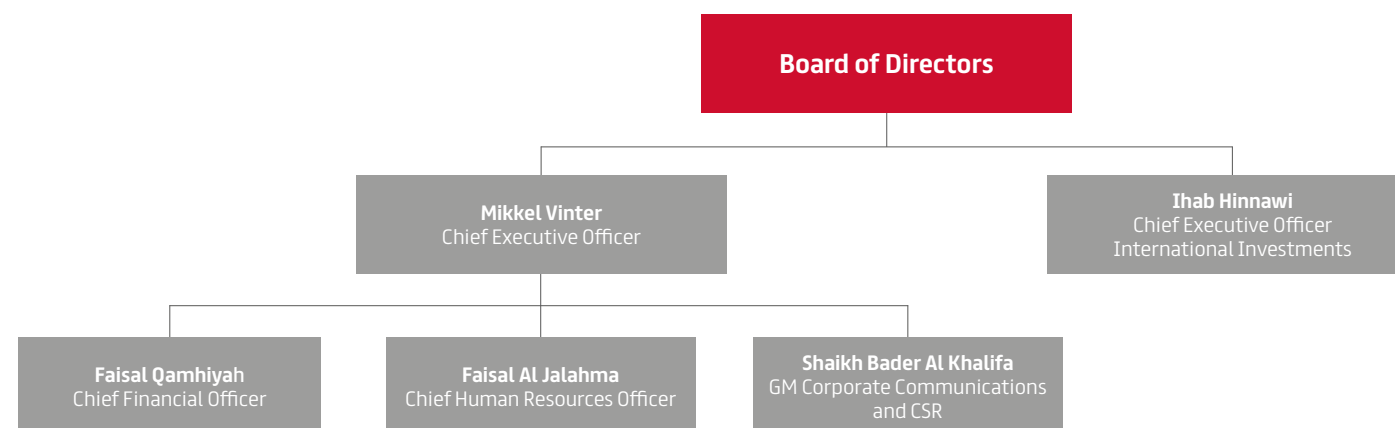 Board of Directors
Mikkel Vinter
Chief Executive Officer
Ihab Hinnawi
Chief Executive Officer
International Investments
Faisal Qamhiyah
Chief Financial Officer
Faisal Al Jalahma
Chief Human Resources Officer
Shaikh Bader Al Khalifa
GM Corporate Communications
and CSR